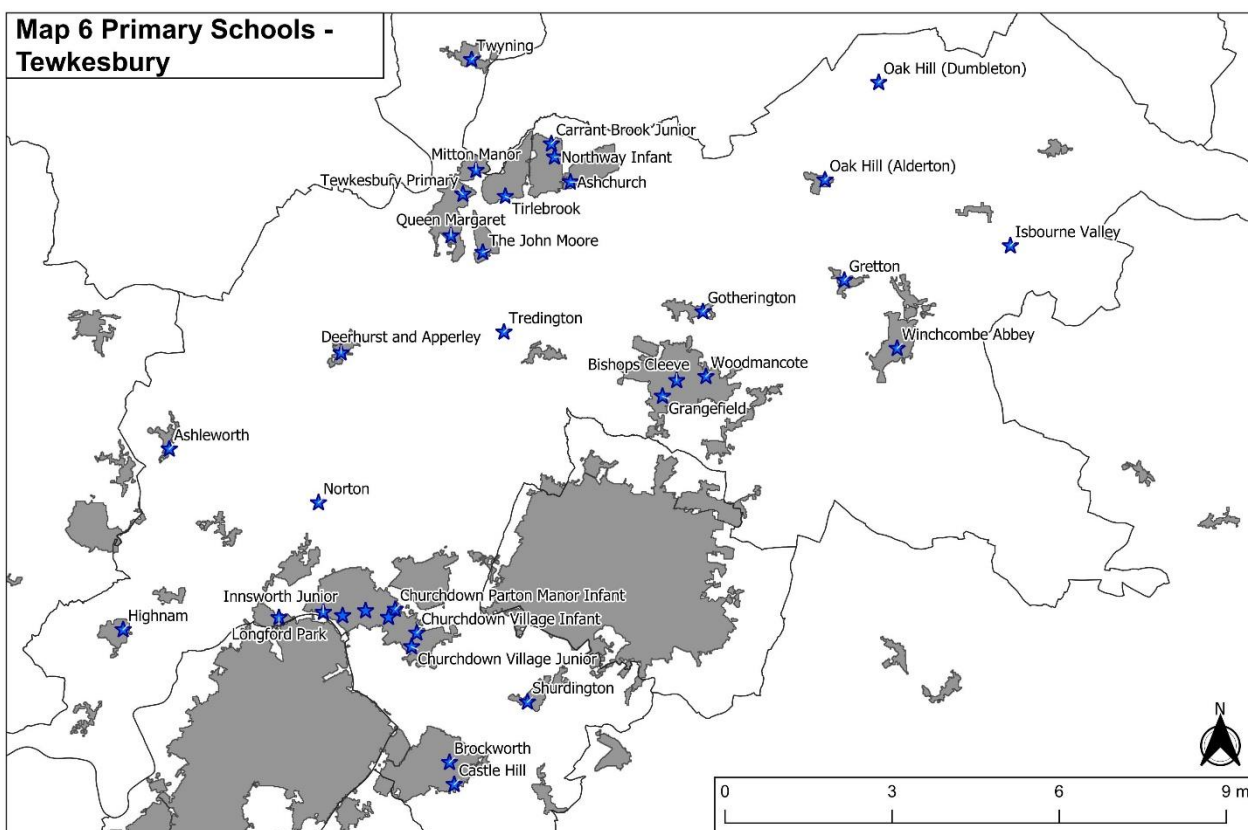 Map 6 Primary Schools -
Tewkesbury
Twyning
Oak Hill (Dumbleton)
Carrant Brook Junior
Mitton Manor
Northway Infant
Oak Hill (Alderton)
Tewkesbury Primary
Ashchurch
Tirlebrook
Queen Margaret
Isbourne Valley
The John Moore
Gretton
Gotherington
Tredington
Deerhurst and Apperley
Winchcombe Abbey
Bishops Cleeve
Woodmancote
Grangefield
Ashleworth
Norton
Innsworth Junior
Churchdown Parton Manor Infant
Highnam
Churchdown Village Infant
Longford Park
Churchdown Village Junior
Shurdington
N
Brockworth
Castle Hill
0 3 6 9 m